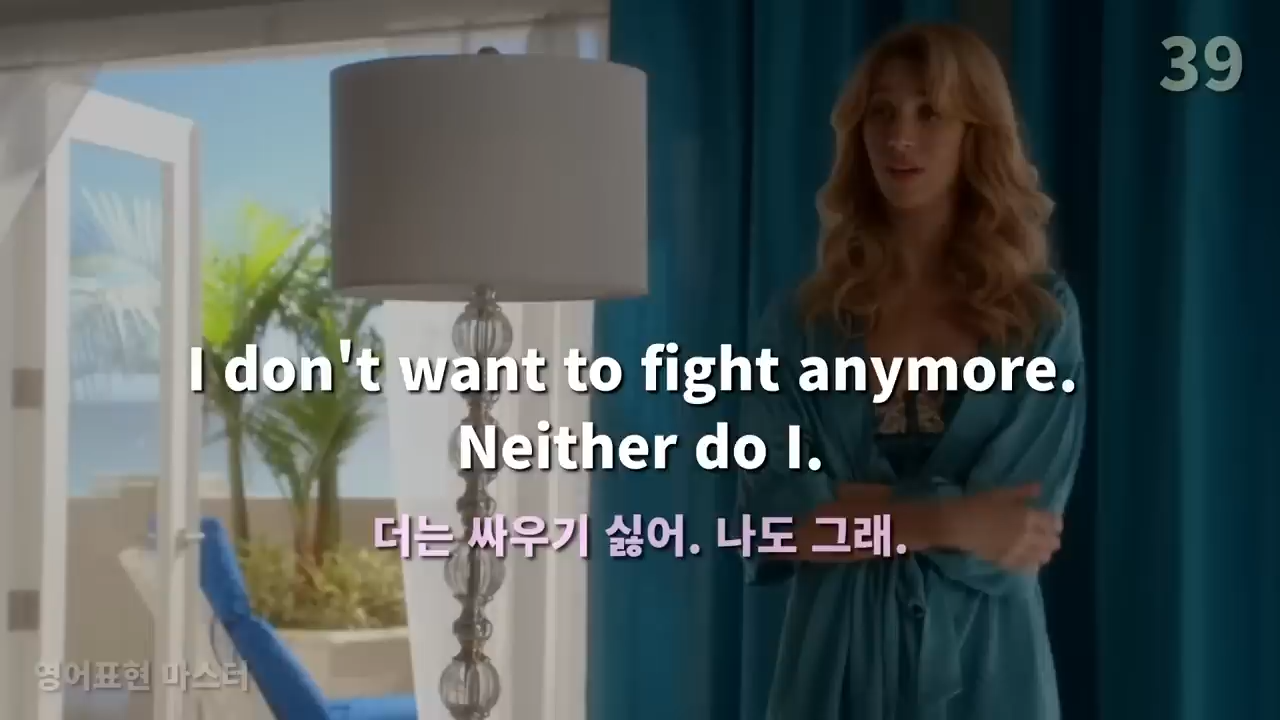 39
I don't want to fight anymore.
Neither do I.
더는 싸우기 싫어. 나도 그래.
영어표현 마스터